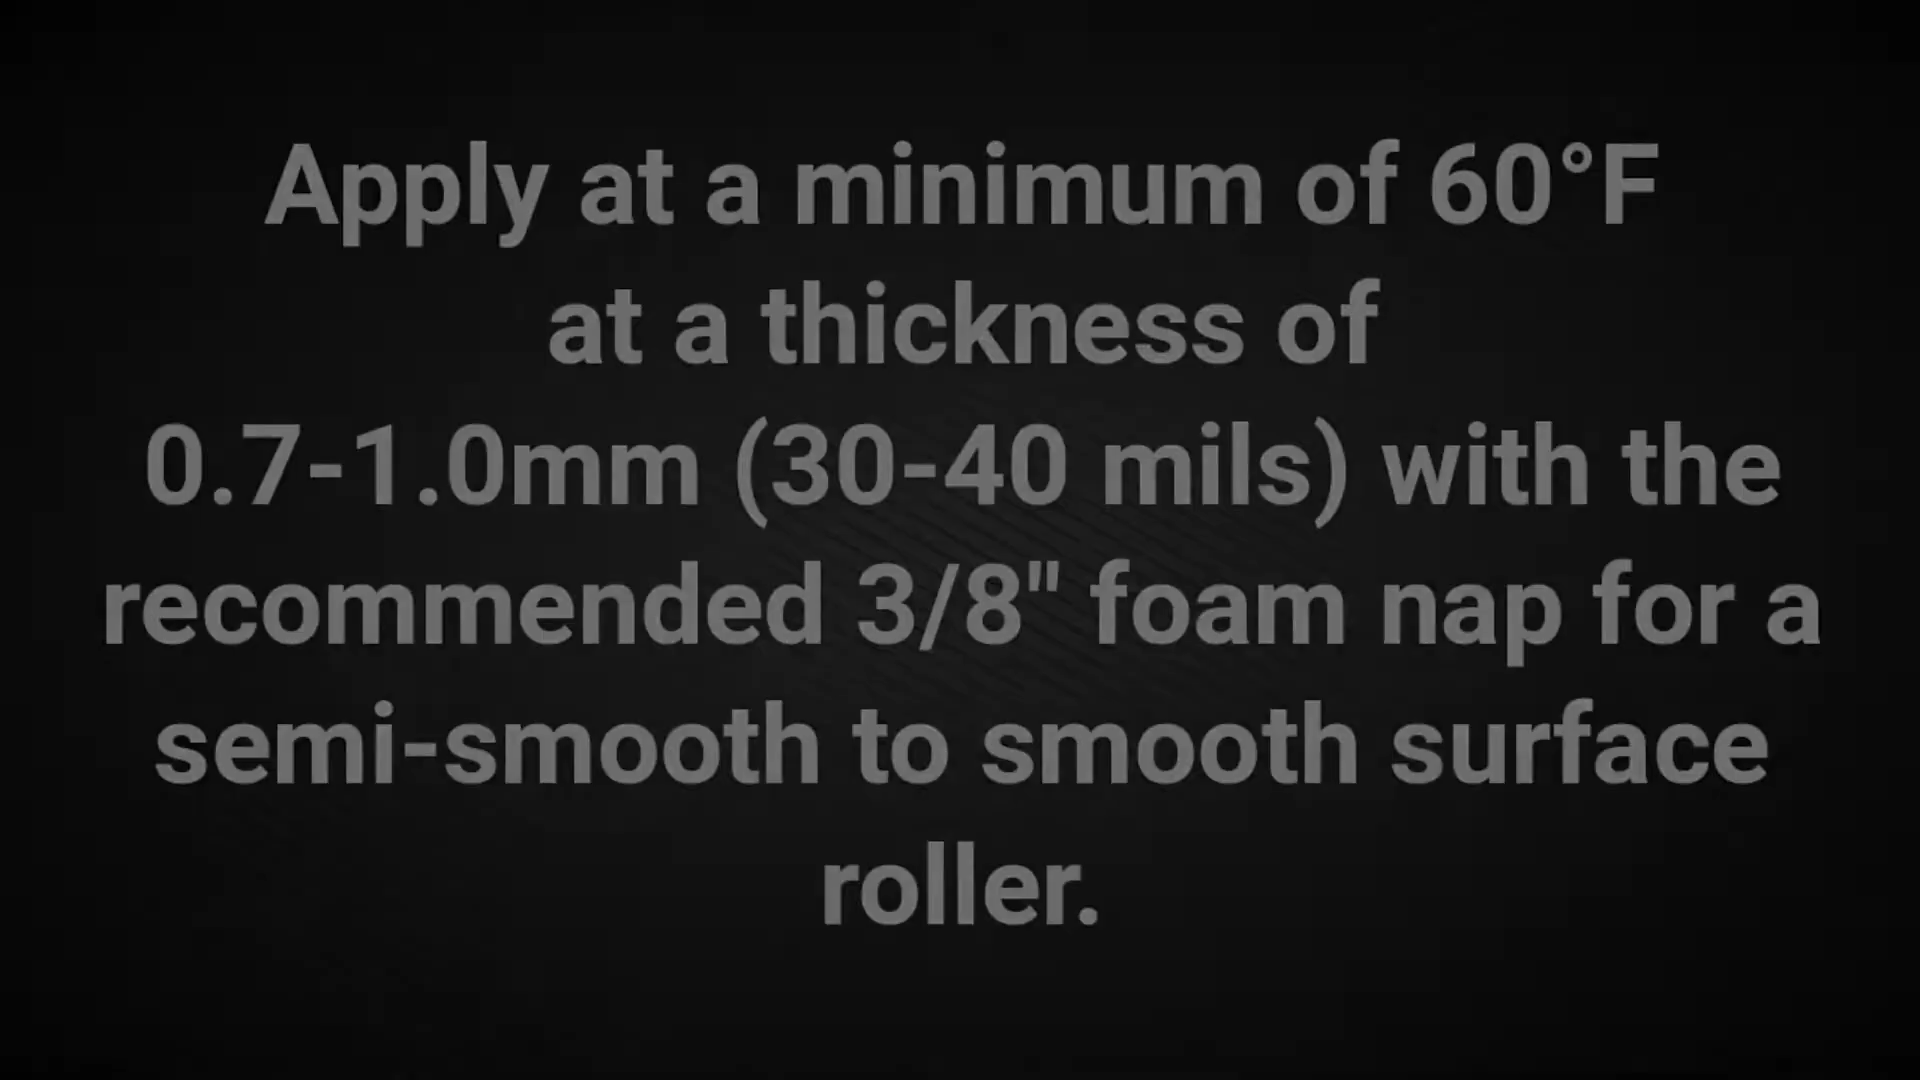 Apply at a minimum of 60°F
at a thickness of
0.7-1.0mm (30-40 mils) with the
recommended 3/8" foam nap for a
semi-smooth to smooth surface
roller.